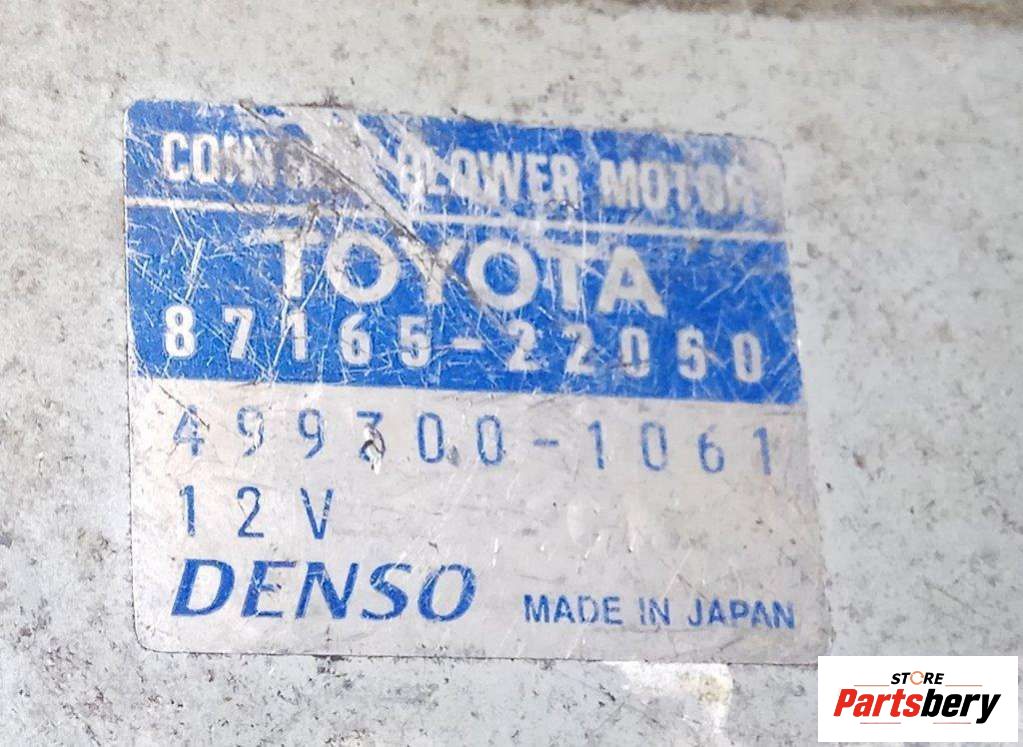 BLOWER MOTOR
TOYOTA
87165-22060
499300-1061
12V
DENSO MADE IN JAPAN
STORE
Partsbery